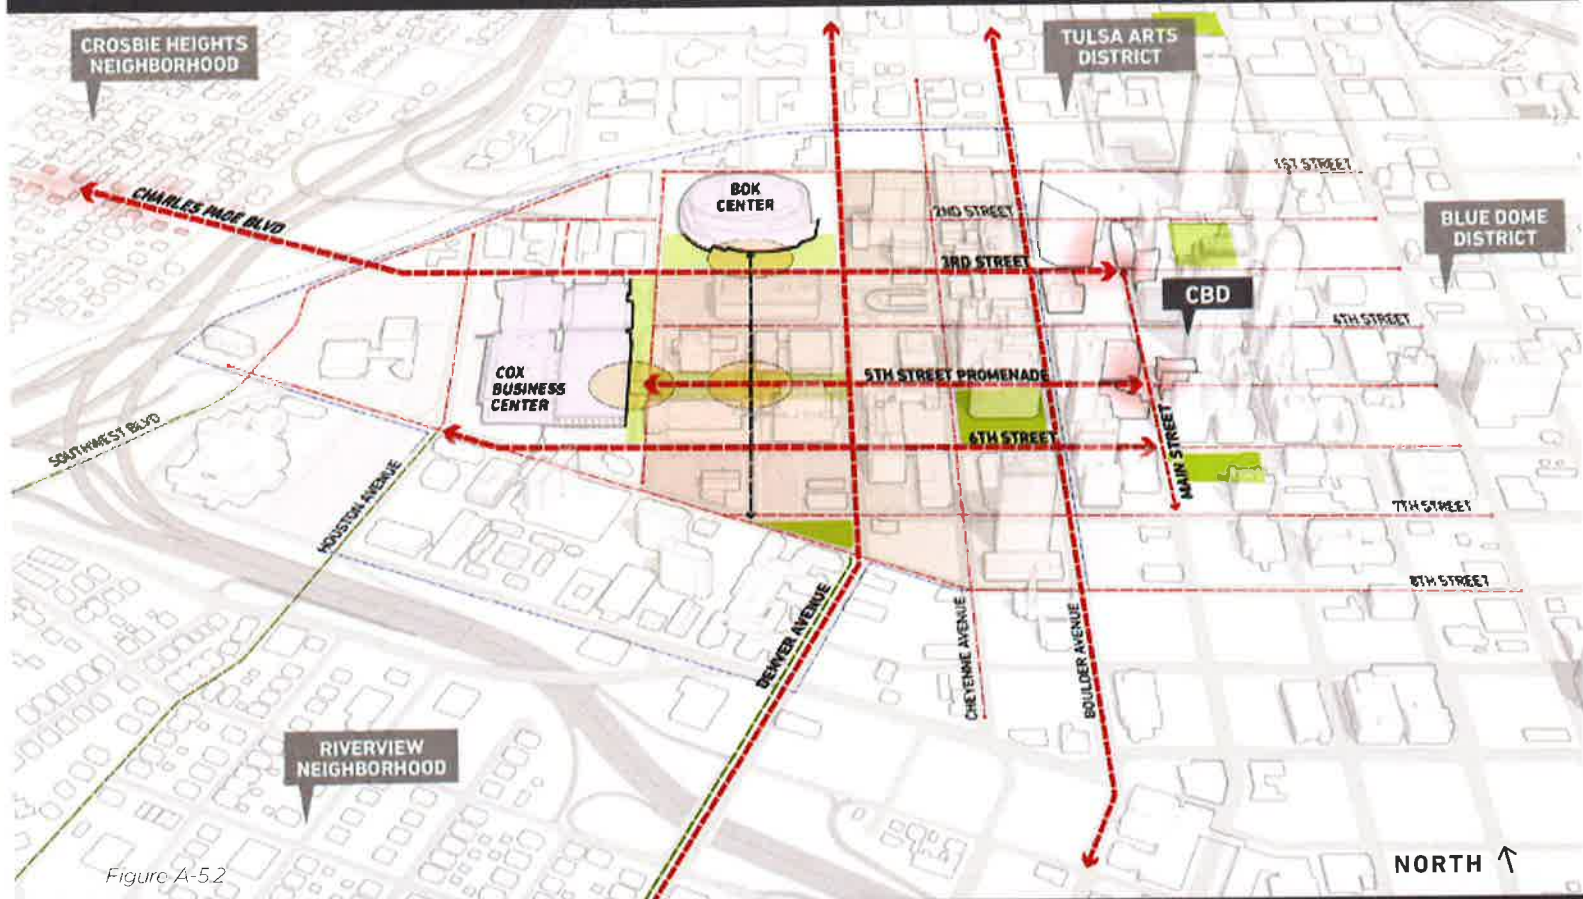 CROSBIE HEIGHTS
NEIGHBORHOOD
TULSA ARTS
DISTRICT
1ST STREET
CHARLES PAGE BLVD
BOK
CENTER
2ND STREET
BLUE DOME
DISTRICT
3RD STREET
CBD
4TH STREET
COX
BUSINESS
CENTER
5TH STREET PROMENADE
SOUTHWEST BLVD
6TH STREET
MAIN STREET
HOUSTON AVENUE
7TH STREET
8TH STREET
DENVER AVENUE
CHEYENNE AVENUE
BOULDER AVENUE
RIVERVIEW
NEIGHBORHOOD
Figure A-5.2
NORTH